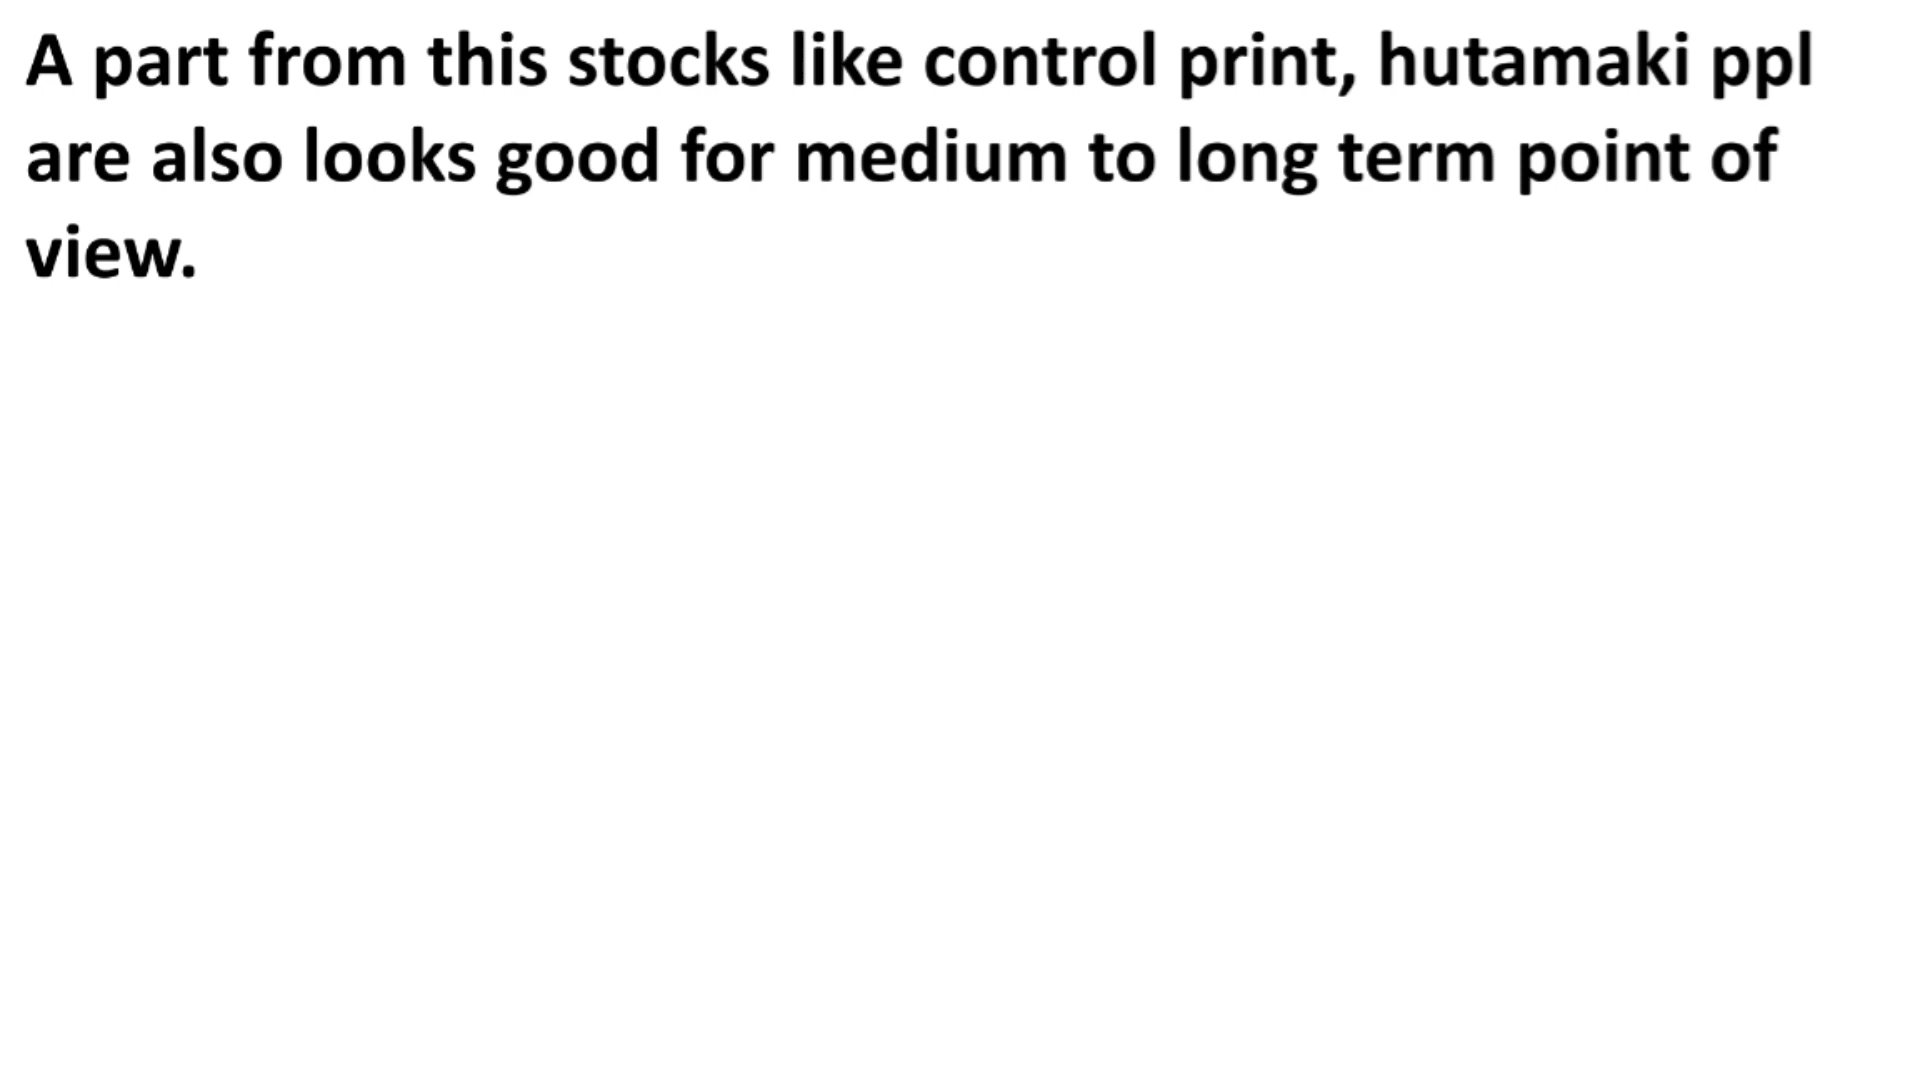 A part from this stocks like control print, hutamaki ppl
are also looks good for medium to long term point of
view.